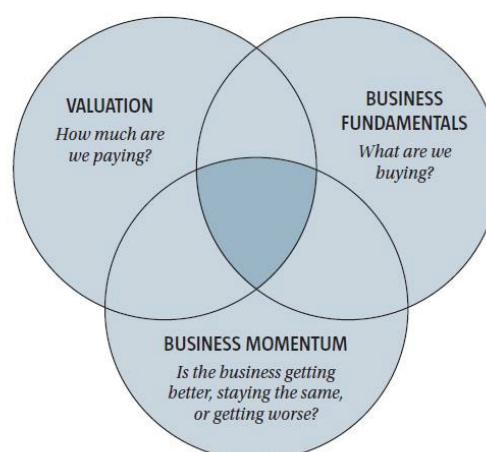 VALUATION
How much are
we paying?
BUSINESS
FUNDAMENTALS
What are we
buying?
BUSINESS MOMENTUM
Is the business getting
better, staying the same,
or getting worse?